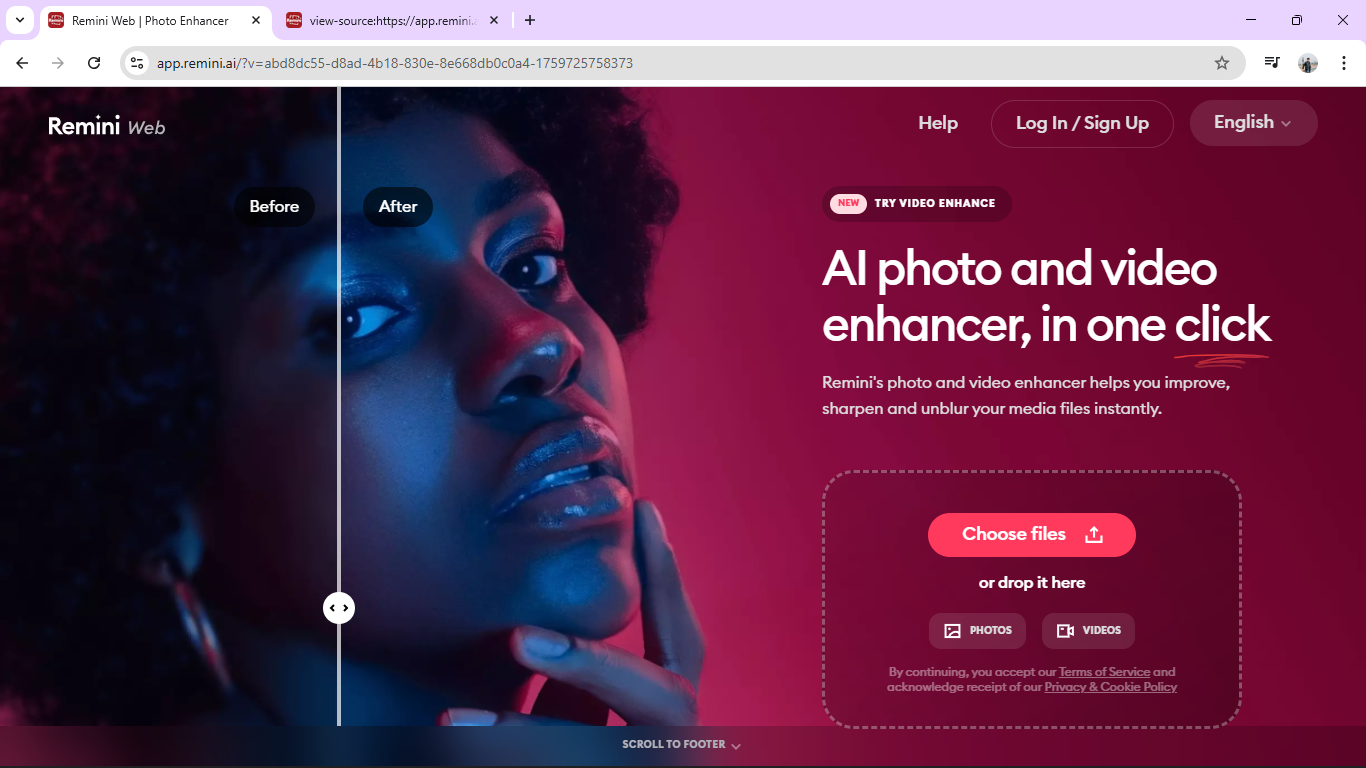 Remini Web | Photo Enhancer
view-source:https://app.remini.
app.remini.ai/?v=abd8dc55-d8ad-4b18-830e-8e668db0c0a4-1759725758373
Remini Web
Help
Log In / Sign Up
English
Before
After
NEW TRY VIDEO ENHANCE
AI photo and video
enhancer, in one click
Remini's photo and video enhancer helps you improve,
sharpen and unblur your media files instantly.
Choose files
or drop it here
PHOTOS
VIDEOS
By continuing, you accept our Terms of Service and
acknowledge receipt of our Privacy & Cookie Policy
SCROLL TO FOOTER